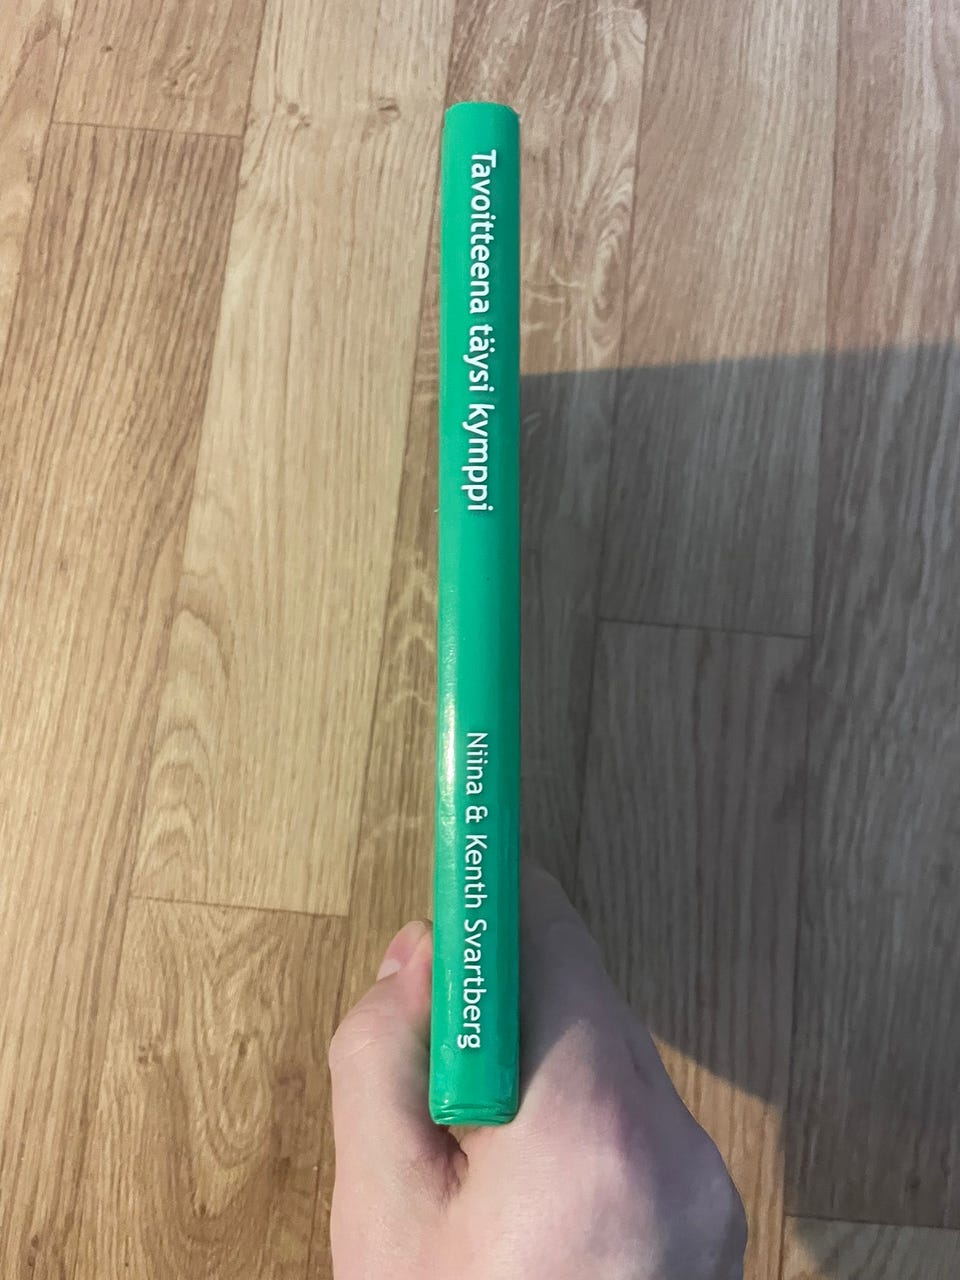 Tavoitteena täysi kymppi
Niina & Kenth Svartberg